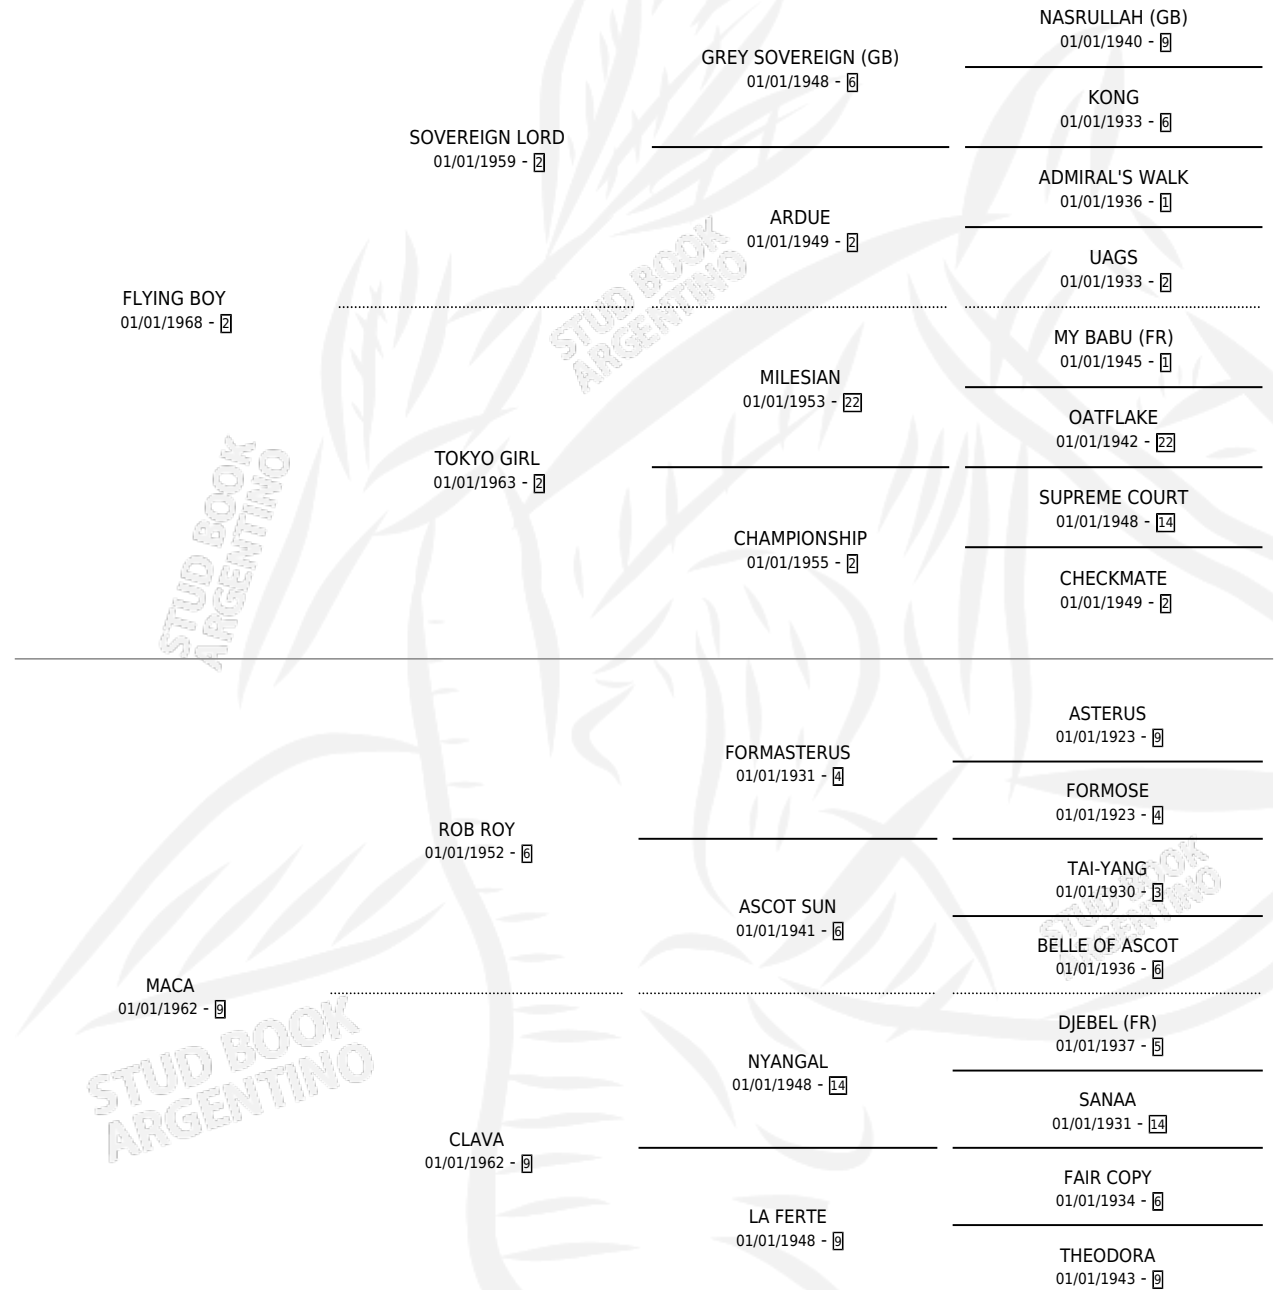 NASRULLAH (GB)
01/01/1940 - 9
GREY SOVEREIGN (GB)
01/01/1948 - 6
KONG
01/01/1933 - 6
SOVEREIGN LORD
01/01/1959 - 2
ADMIRAL'S WALK
01/01/1936 - 1
ARDUE
01/01/1949 - 2
UAGS
01/01/1933 - 2
FLYING BOY
01/01/1968 - 2
MY BABU (FR)
01/01/1945 - 1
MILESIAN
01/01/1953 - 22
OATFLAKE
01/01/1942 - 22
TOKYO GIRL
01/01/1963 - 2
SUPREME COURT
01/01/1948 - 14
CHAMPIONSHIP
01/01/1955 - 2
CHECKMATE
01/01/1949 - 2
ASTERUS
01/01/1923 - 9
FORMASTERUS
01/01/1931 - 4
FORMOSE
01/01/1923 - 4
ROB ROY
01/01/1952 - 6
TAI-YANG
01/01/1930 - 3
ASCOT SUN
01/01/1941 - 6
BELLE OF ASCOT
01/01/1936 - 6
MACA
01/01/1962 - 9
DJEBEL (FR)
01/01/1937 - 5
NYANGAL
01/01/1948 - 14
SANAA
01/01/1931 - 14
CLAVA
01/01/1962 - 9
FAIR COPY
01/01/1934 - 6
LA FERTE
01/01/1948 - 9
THEODORA
01/01/1943 - 9
STUD BOOK
ARGENTINO
STUD BOOK
ARGENTINO
STUD BOOK
ARGENTINO
STUD BOOK
ARGENTINO